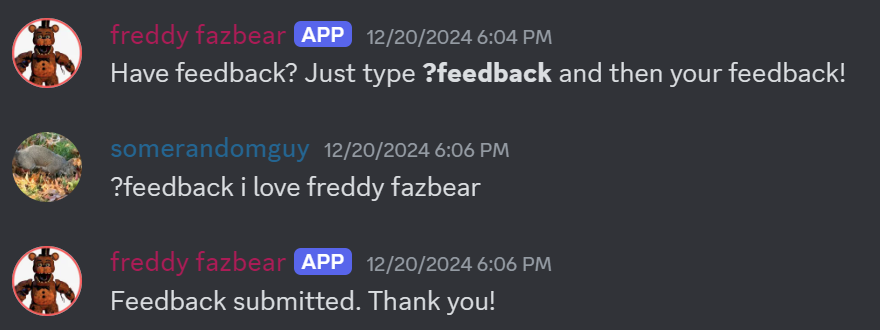 freddy fazbear APP 12/20/2024 6:04 PM
Have feedback? Just type ?feedback and then your feedback!
somerandomguy 12/20/2024 6:06 PM
?feedback i love freddy fazbear
freddy fazbear APP 12/20/2024 6:06 PM
Feedback submitted. Thank you!